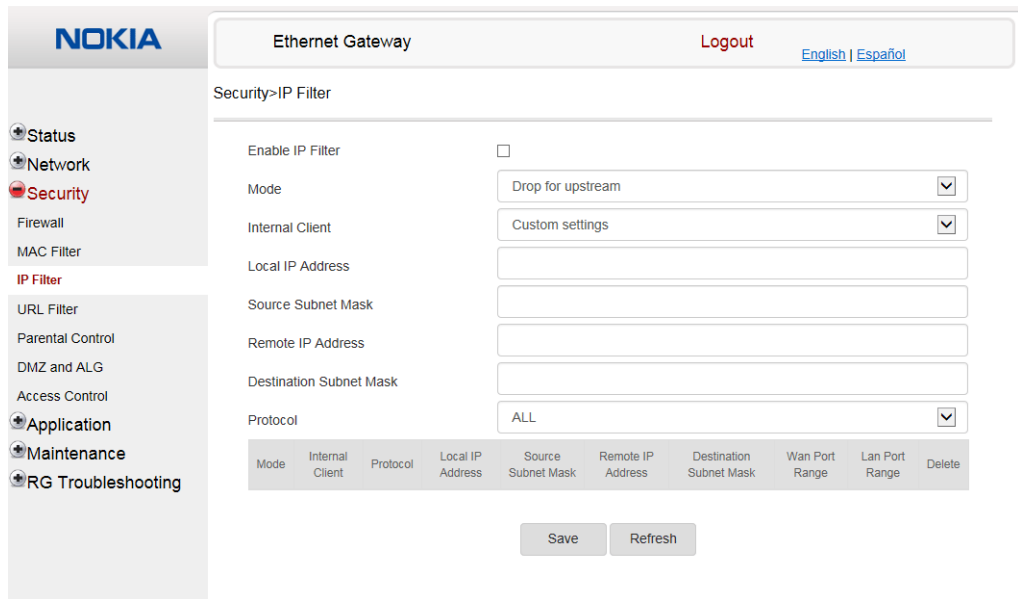 NOKIA
Ethernet Gateway
Logout
English | Español
Security>IP Filter
Status
Network
Security
Firewall
MAC Filter
IP Filter
URL Filter
Parental Control
DMZ and ALG
Access Control
Application
Maintenance
RG Troubleshooting
Enable IP Filter
Mode
Drop for upstream
Internal Client
Custom settings
Local IP Address
Source Subnet Mask
Remote IP Address
Destination Subnet Mask
Protocol
ALL
Mode
Internal Client
Protocol
Local IP Address
Source Subnet Mask
Remote IP Address
Destination Subnet Mask
Wan Port Range
Lan Port Range
Delete
Save
Refresh